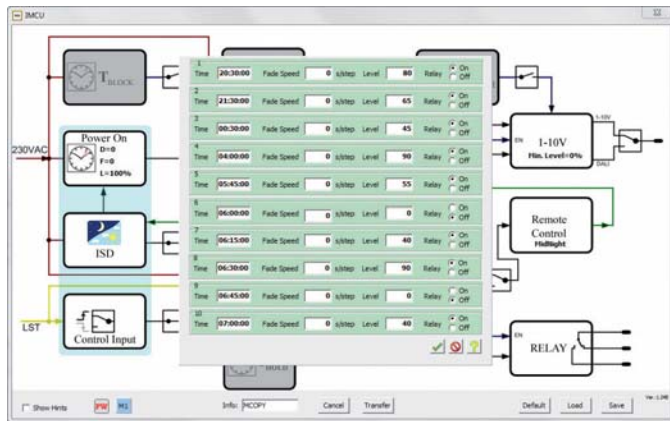 IMCU
T BLOCK
1
Time 20:30:00 Fade Speed 0 s/step Level 80 Relay On Off
2
Time 21:30:00 Fade Speed 0 s/step Level 65 Relay On Off
3
Time 00:30:00 Fade Speed 0 s/step Level 45 Relay On Off
4
Time 04:00:00 Fade Speed 0 s/step Level 90 Relay On Off
5
Time 05:45:00 Fade Speed 0 s/step Level 55 Relay On Off
6
Time 06:00:00 Fade Speed 0 s/step Level 0 Relay On Off
7
Time 06:15:00 Fade Speed 0 s/step Level 40 Relay On Off
8
Time 06:30:00 Fade Speed 0 s/step Level 90 Relay On Off
9
Time 06:45:00 Fade Speed 0 s/step Level 0 Relay On Off
10
Time 07:00:00 Fade Speed 0 s/step Level 40 Relay On Off
230VAC
Power On
D=0
F=0
L=100%
ISD
LST
Control Input
HOLD
EN
1-10V
Min. Level=0%
1-10V
DALI
Remote
Control
MidNight
EN
RELAY
Show Hints
PW
M1
Info: MCOPY
Cancel
Transfer
Default
Load
Save